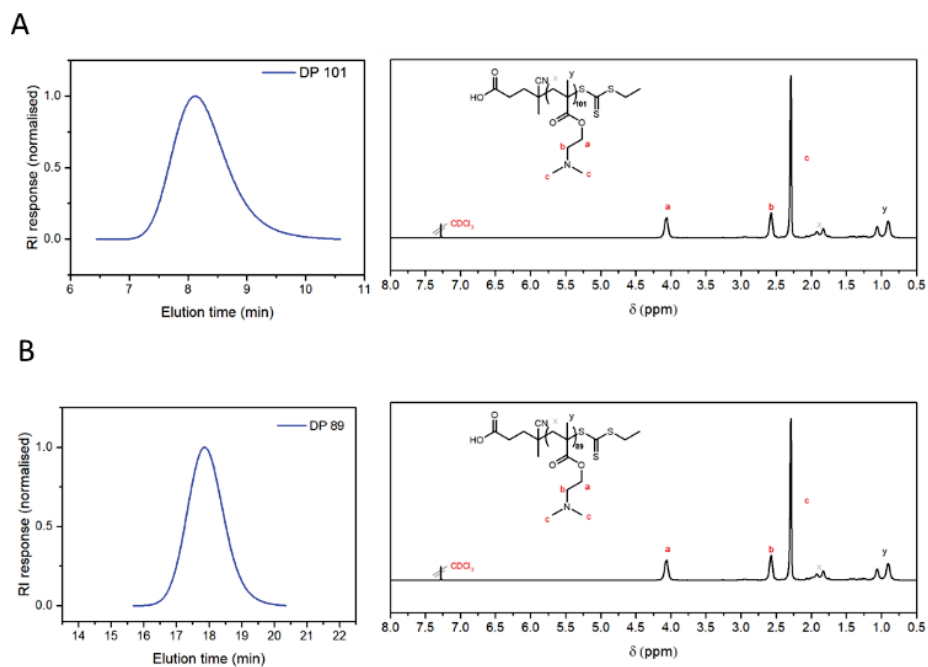 A
RI response (normalised)
1.0
0.5
0.0
DP 101
6 7 8 9 10 11
Elution time (min)
O
HO
CN
x
y
101
S
S
S
O
O
a
b
N
c
c
CDCl3
a
b
c
x
y
8.0 7.5 7.0 6.5 6.0 5.5 5.0 4.5 4.0 3.5 3.0 2.5 2.0 1.5 1.0 0.5
δ (ppm)
B
RI response (normalised)
1.0
0.5
0.0
DP 89
14 15 16 17 18 19 20 21 22
Elution time (min)
O
HO
CN
x
y
89
S
S
S
O
O
a
b
N
c
c
CDCl3
a
b
c
x
y
8.0 7.5 7.0 6.5 6.0 5.5 5.0 4.5 4.0 3.5 3.0 2.5 2.0 1.5 1.0 0.5
δ (ppm)